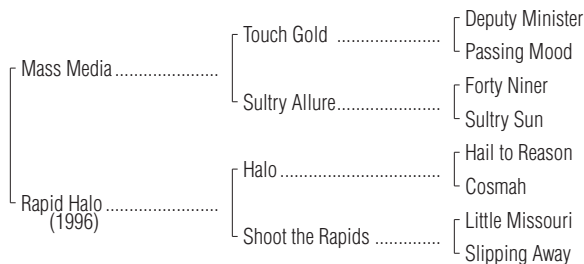 Deputy Minister
Touch Gold ....................
Passing Mood
Mass Media ....................
Forty Niner
Sultry Allure ....................
Sultry Sun
Hail to Reason
Halo ....................
Cosmah
Rapid Halo ....................
(1996)
Little Missouri
Shoot the Rapids ....................
Slipping Away